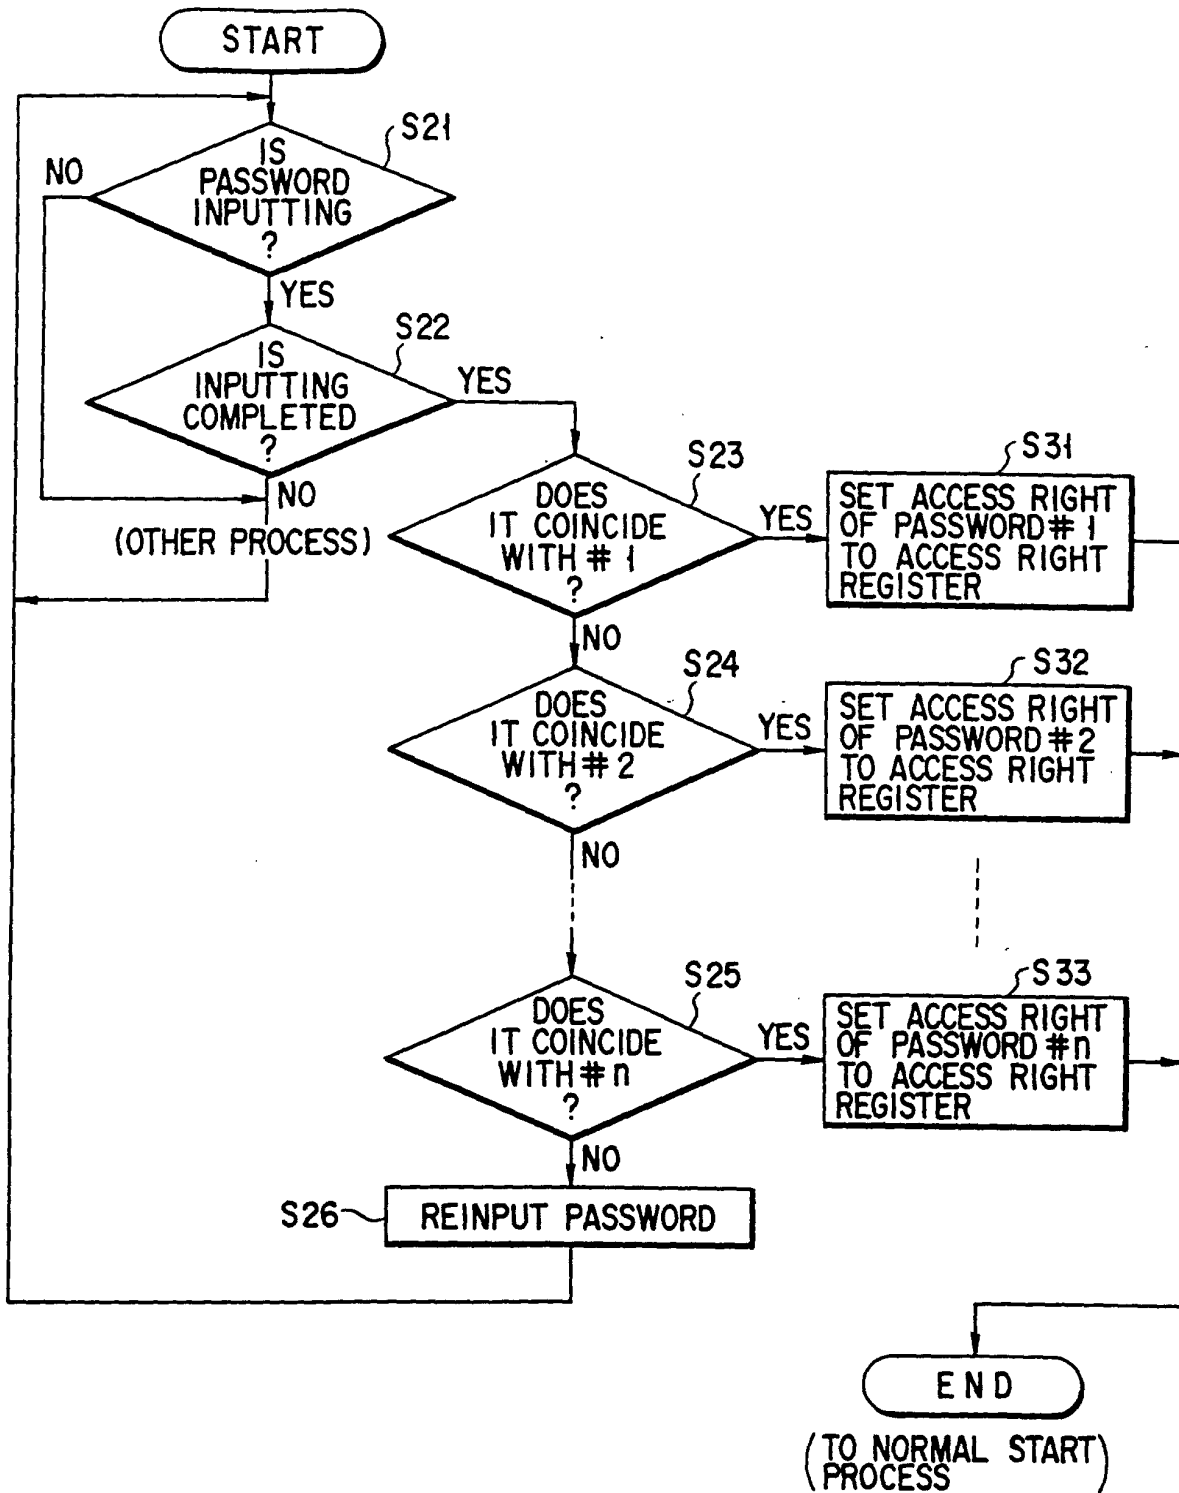 START
S21
NO
IS
PASSWORD
INPUTTING
?
YES
S22
IS
INPUTTING
COMPLETED
?
YES
NO
(OTHER PROCESS)
S23
DOES
IT COINCIDE
WITH # 1
?
YES
NO
S31
SET ACCESS RIGHT
OF PASSWORD # 1
TO ACCESS RIGHT
REGISTER
S24
DOES
IT COINCIDE
WITH # 2
?
YES
NO
S32
SET ACCESS RIGHT
OF PASSWORD # 2
TO ACCESS RIGHT
REGISTER
S25
DOES
IT COINCIDE
WITH # n
?
YES
NO
S33
SET ACCESS RIGHT
OF PASSWORD # n
TO ACCESS RIGHT
REGISTER
S26
REINPUT PASSWORD
END
(TO NORMAL START
PROCESS)